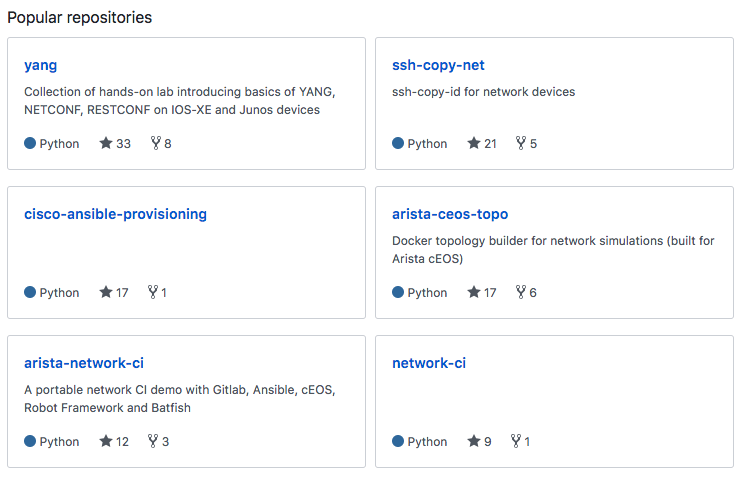 Popular repositories
yang
Collection of hands-on lab introducing basics of YANG,
NETCONF, RESTCONF on IOS-XE and Junos devices
Python 33 8
ssh-copy-net
ssh-copy-id for network devices
Python 21 5
cisco-ansible-provisioning
Python 17 1
arista-ceos-topo
Docker topology builder for network simulations (built for
Arista cEOS)
Python 17 6
arista-network-ci
A portable network CI demo with Gitlab, Ansible, cEOS,
Robot Framework and Batfish
Python 12 3
network-ci
Python 9 1